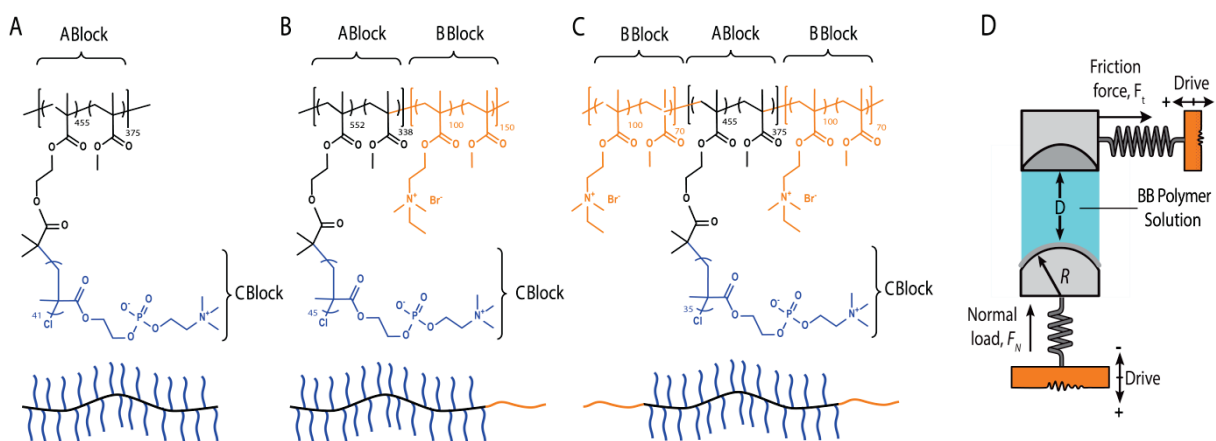 A
A Block
455
375
O
O
O
O
O
O
41
Cl
O
O
O-
P
O
O
O
N+
C Block
B
A Block
B Block
552
338
100
150
O
O
O
O
O
O
O
O
O
O
N+
Br-
45
Cl
O
O
O-
P
O
O
O
N+
C Block
C
B Block
A Block
B Block
100
70
455
375
100
70
O
O
O
O
O
O
O
O
O
O
O
O
O
O
N+
Br-
N+
Br-
35
Cl
O
O
O-
P
O
O
O
N+
C Block
D
Friction
force, Ft
Drive
+
-
D
BB Polymer
Solution
R
Normal
load, FN
-
Drive
+